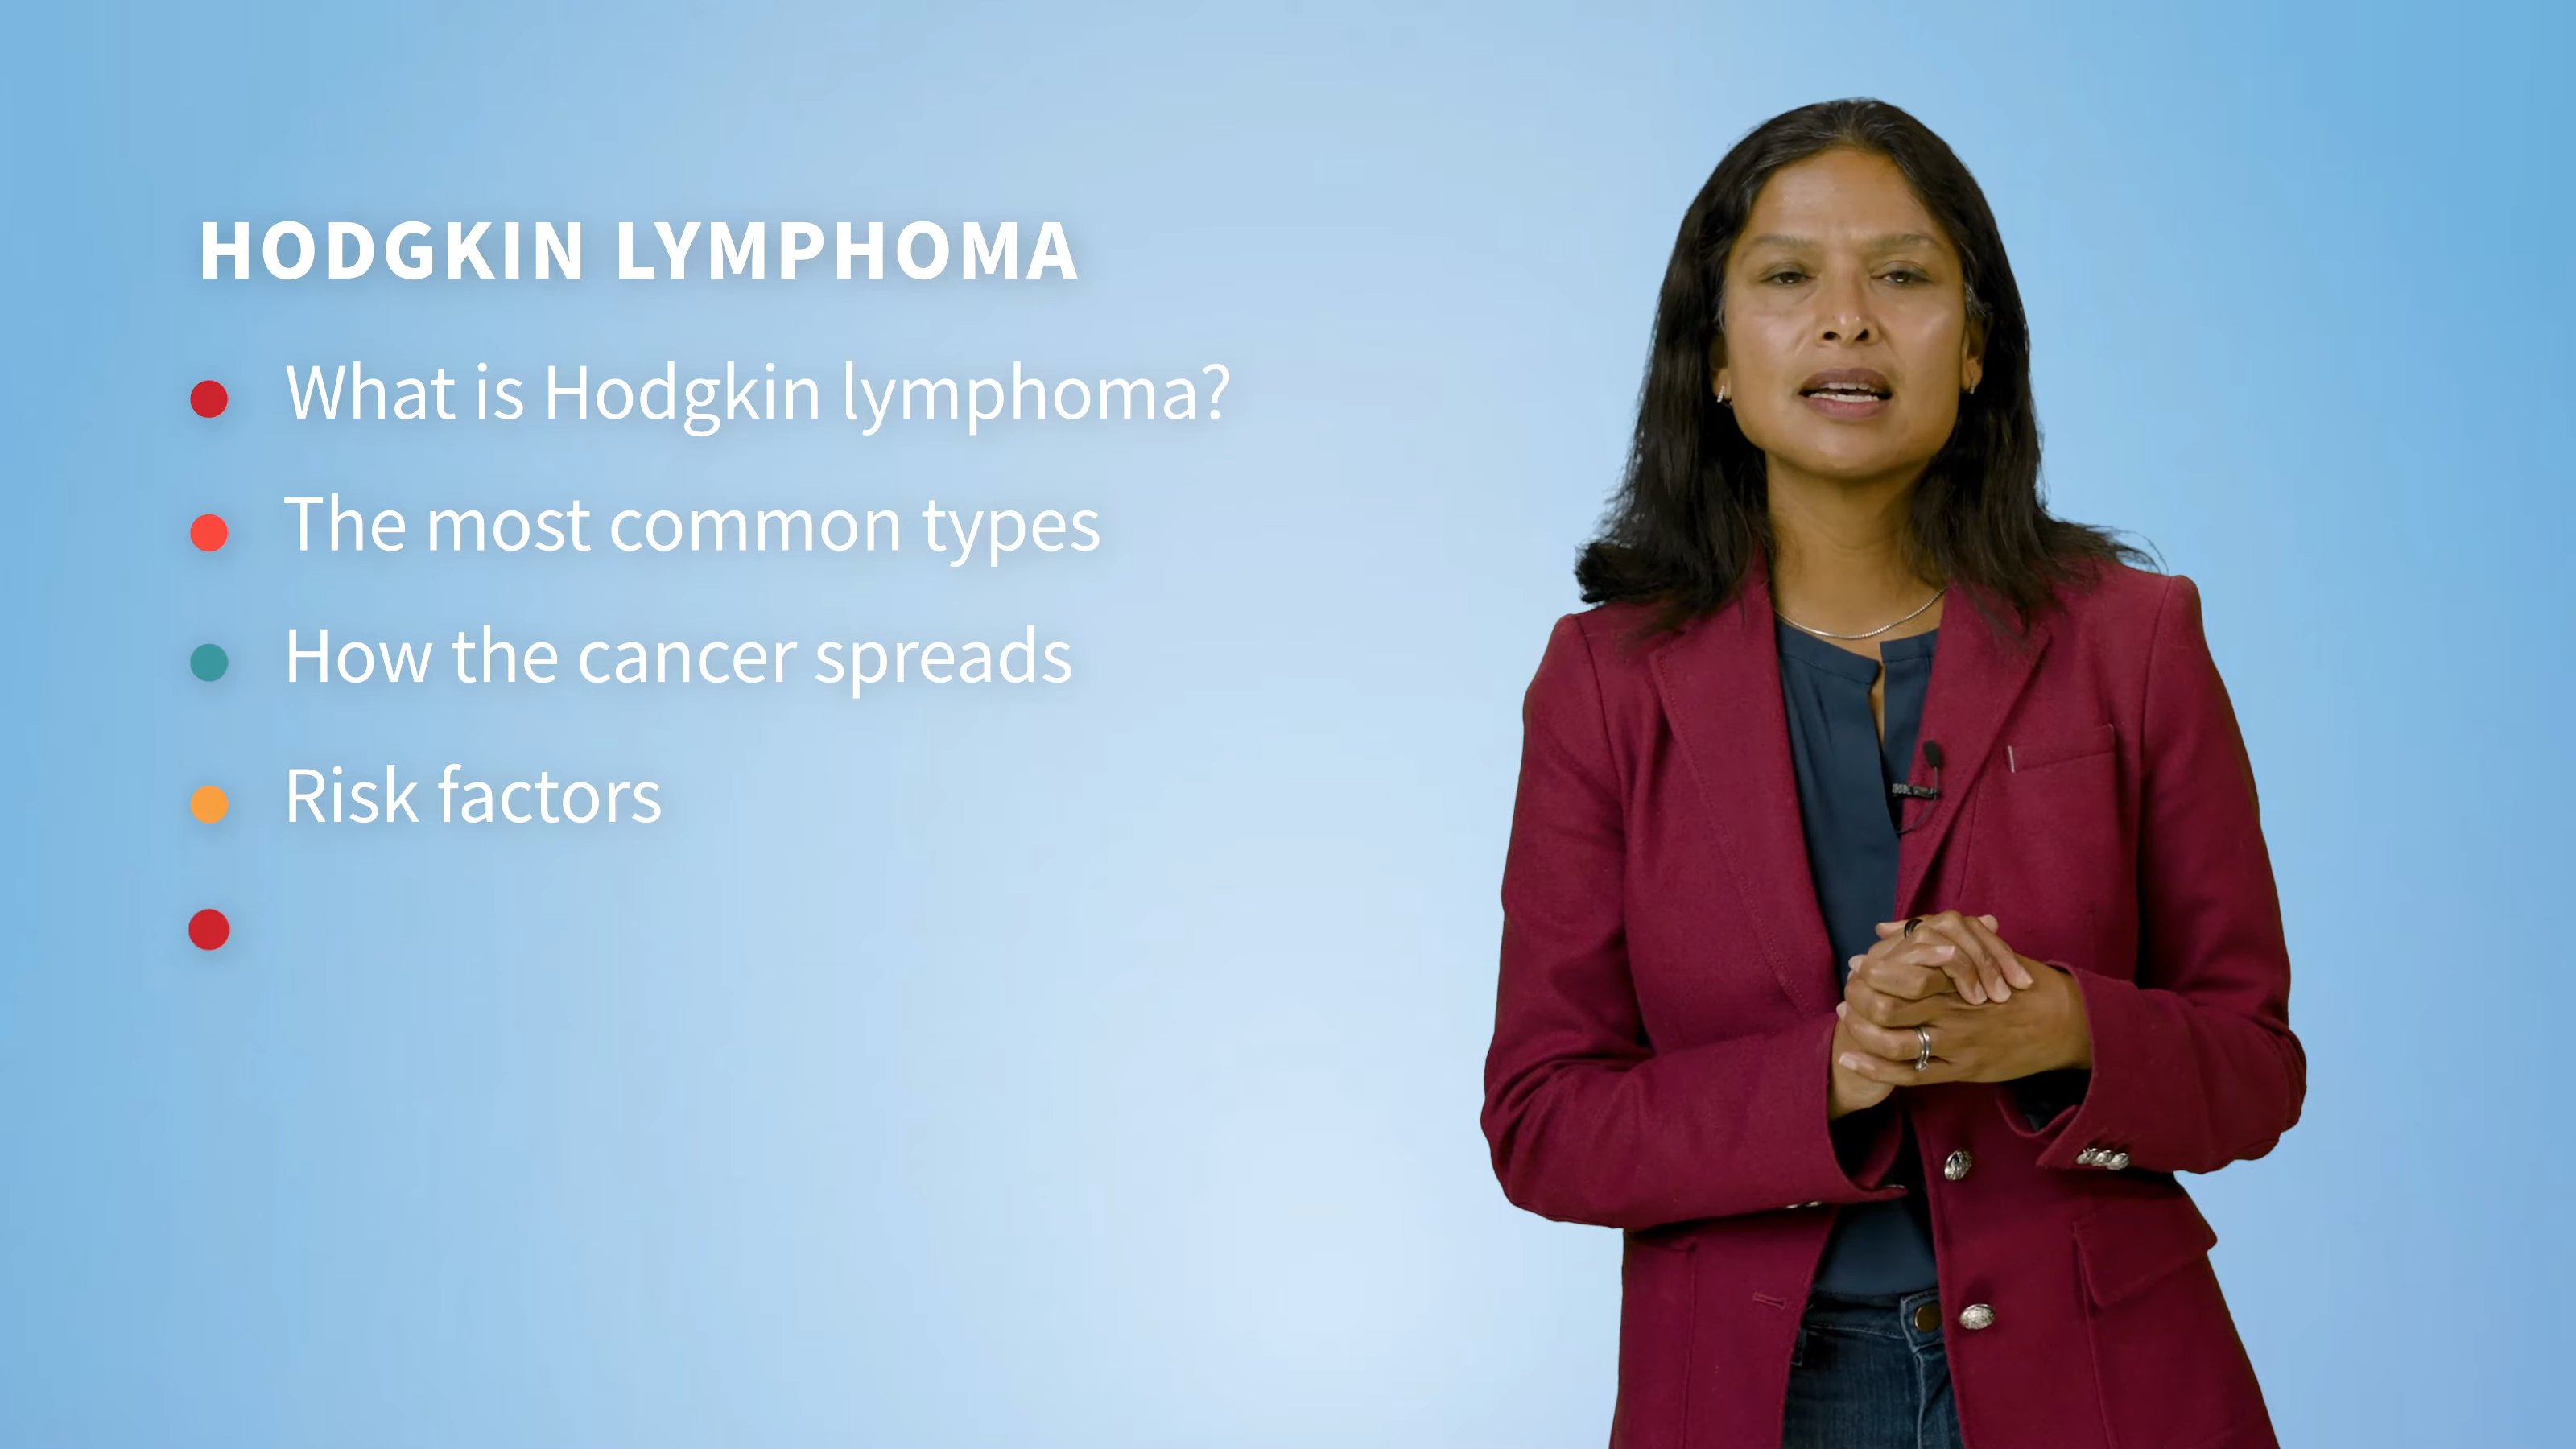 HODGKIN LYMPHOMA
What is Hodgkin lymphoma?
The most common types
How the cancer spreads
Risk factors